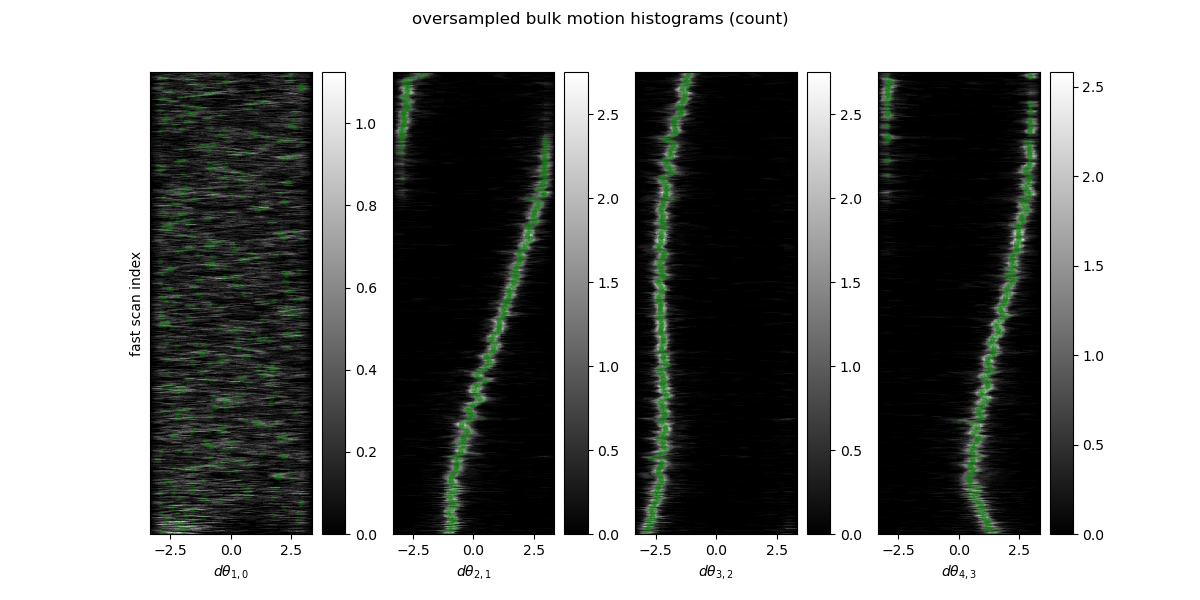 oversampled bulk motion histograms (count)
fast scan index
−2.5 0.0 2.5
dθ1,0
0.0 0.2 0.4 0.6 0.8 1.0
−2.5 0.0 2.5
dθ2,1
0.0 0.5 1.0 1.5 2.0 2.5
−2.5 0.0 2.5
dθ3,2
0.0 0.5 1.0 1.5 2.0 2.5
−2.5 0.0 2.5
dθ4,3
0.0 0.5 1.0 1.5 2.0 2.5